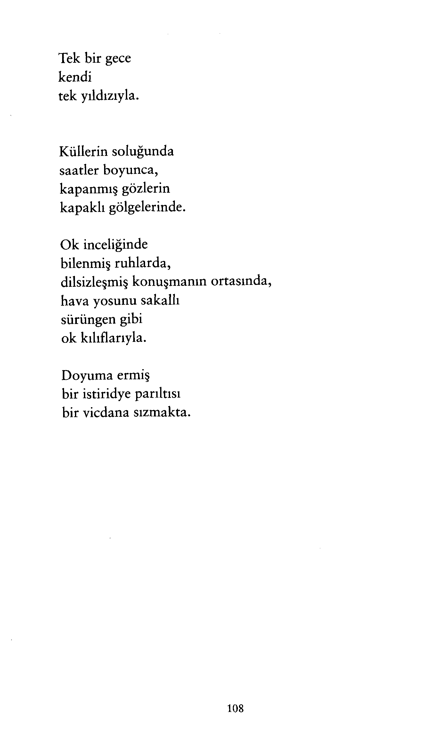 Tek bir gece
kendi
tek yıldızıyla.

Küllerin soluğunda
saatler boyunca,
kapanmış gözlerin
kapaklı gölgelerinde.

Ok inceliğinde
bilenmiş ruhlarda,
dilsizleşmiş konuşmanın ortasında,
hava yosunu sakallı
sürüngen gibi
ok kılıflarıyla.

Doyuma ermiş
bir istiridye parıltısı
bir vicdana sızmakta.

108